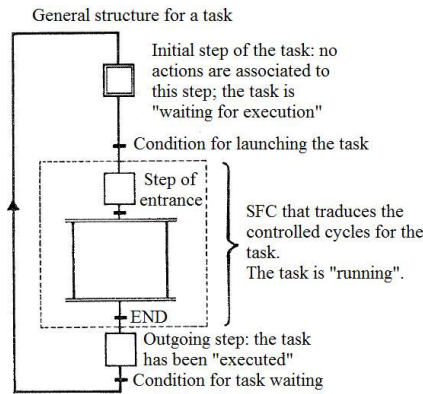 General structure for a task
Initial step of the task: no
actions are associated to
this step; the task is
"waiting for execution"
Condition for launching the task
Step of
entrance
SFC that traduces the
controlled cycles for the
task.
The task is "running".
END
Outgoing step: the task
has been "executed"
Condition for task waiting